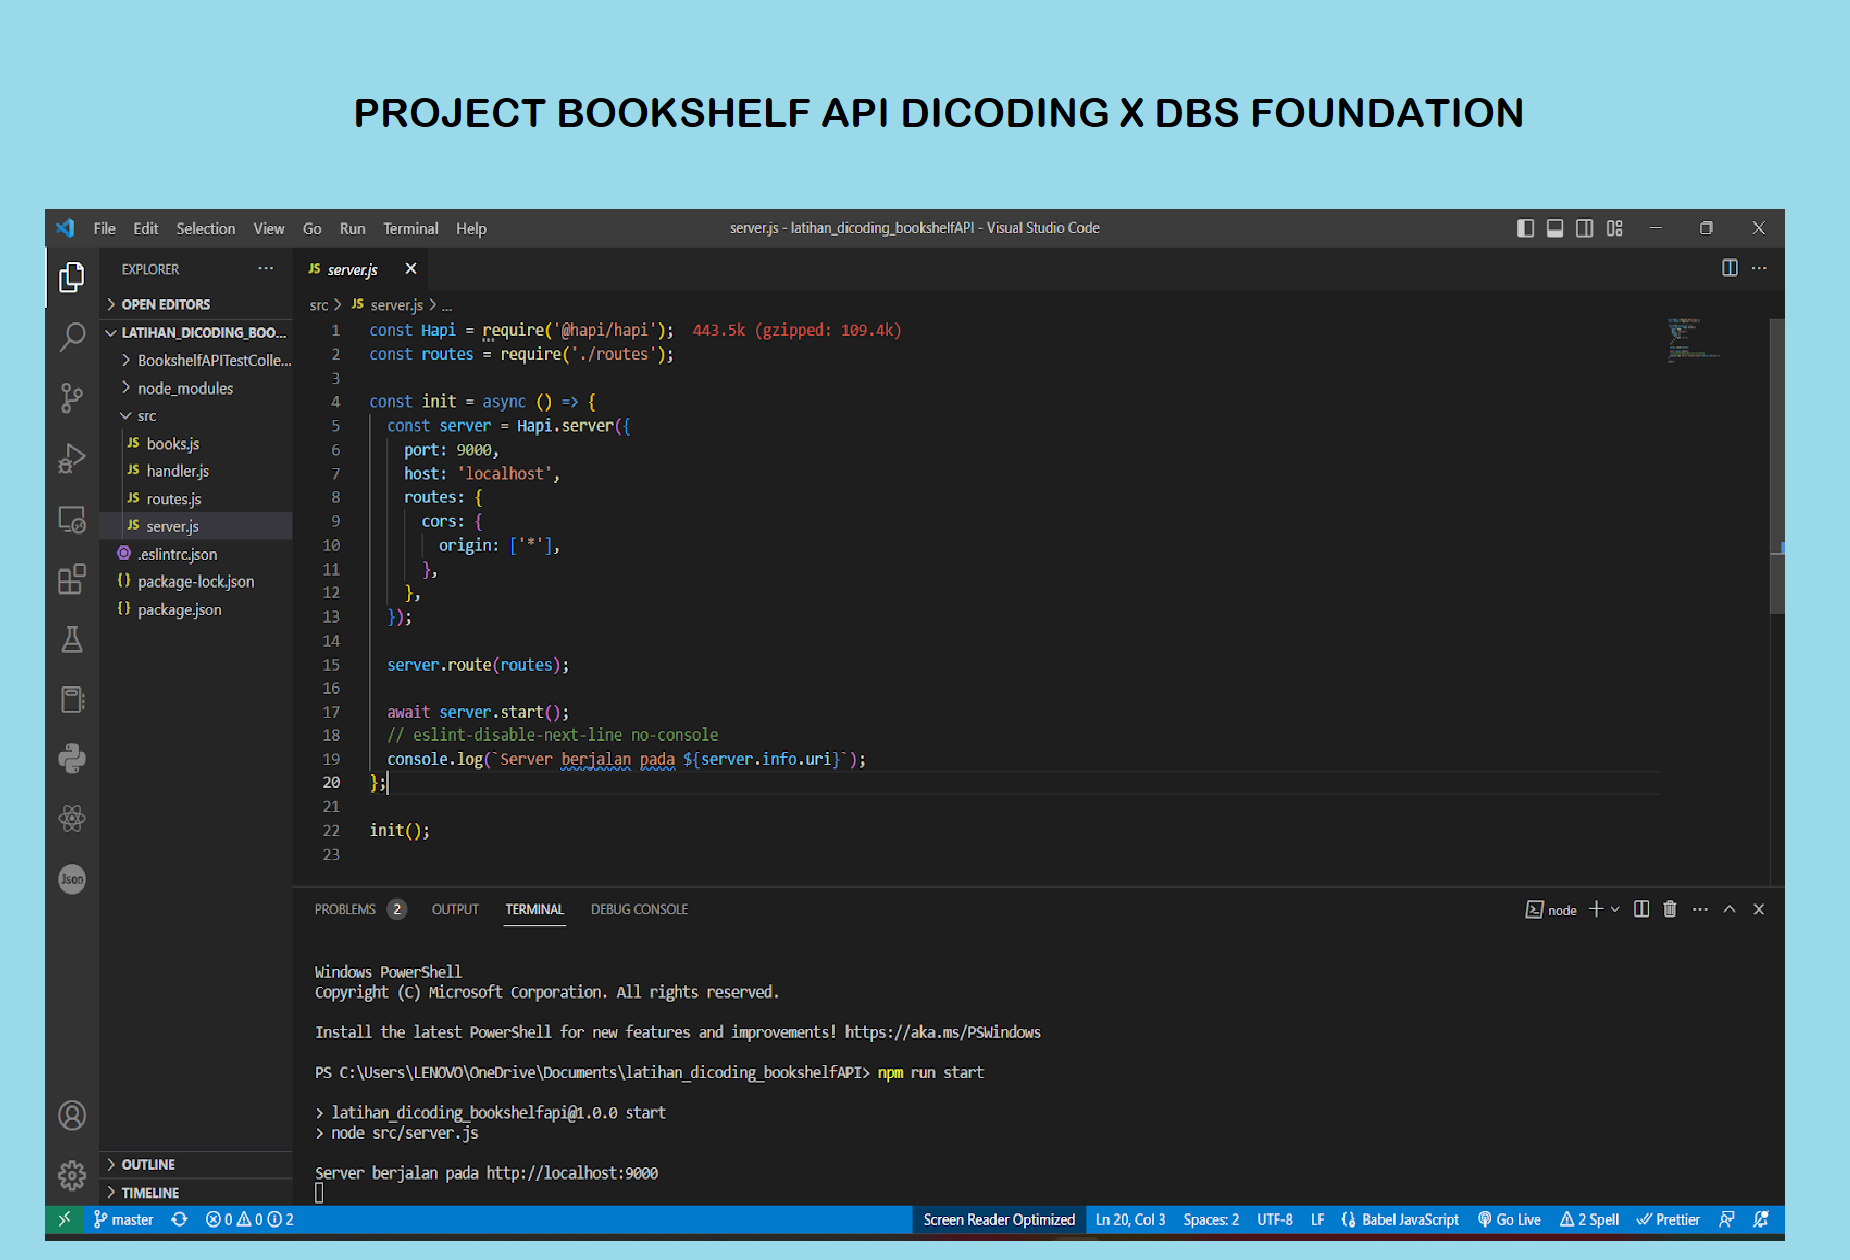 PROJECT BOOKSHELF API DICODING X DBS FOUNDATION
File Edit Selection View Go Run Terminal Help
server.js - latihan_dicoding_bookshelfAPI - Visual Studio Code
EXPLORER ...
OPEN EDITORS
LATIHAN_DICODING_BOO...
BookshelfAPITestColle...
node_modules
src
JS books.js
JS handler.js
JS routes.js
JS server.js
.eslintrc.json
{} package-lock.json
{} package.json
OUTLINE
TIMELINE
Json
JS server.js
src > JS server.js > ...
1 const Hapi = require('@hapi/hapi'); 443.5k (gzipped: 109.4k)
2 const routes = require('./routes');
3
4 const init = async () => {
5 const server = Hapi.server({
6 port: 9000,
7 host: 'localhost',
8 routes: {
9 cors: {
10 origin: ['*'],
11 },
12 },
13 });
14
15 server.route(routes);
16
17 await server.start();
18 // eslint-disable-next-line no-console
19 console.log(`Server berjalan pada ${server.info.uri}`);
20 };
21
22 init();
23
PROBLEMS 2 OUTPUT TERMINAL DEBUG CONSOLE
node
Windows PowerShell
Copyright (C) Microsoft Corporation. All rights reserved.
Install the latest PowerShell for new features and improvements! https://aka.ms/PSWindows
PS C:\Users\LENOVO\OneDrive\Documents\latihan_dicoding_bookshelfAPI> npm run start
> latihan_dicoding_bookshelfapi@1.0.0 start
> node src/server.js
Server berjalan pada http://localhost:9000
master 0 0 2 Screen Reader Optimized Ln 20, Col 3 Spaces: 2 UTF-8 LF {} Babel JavaScript Go Live 2 Spell Prettier